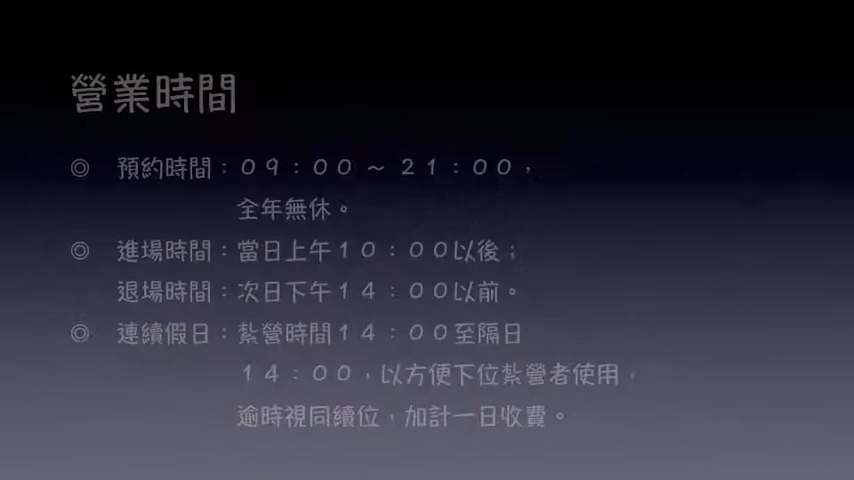 營業時間
◎ 預約時間：09：00～21：00，
全年無休。
◎ 進場時間：當日上午10：00以後；
退場時間：次日下午14：00以前。
◎ 連續假日：紮營時間14：00至隔日
14：00，以方便下位紮營者使用，
逾時視同續位，加計一日收費。